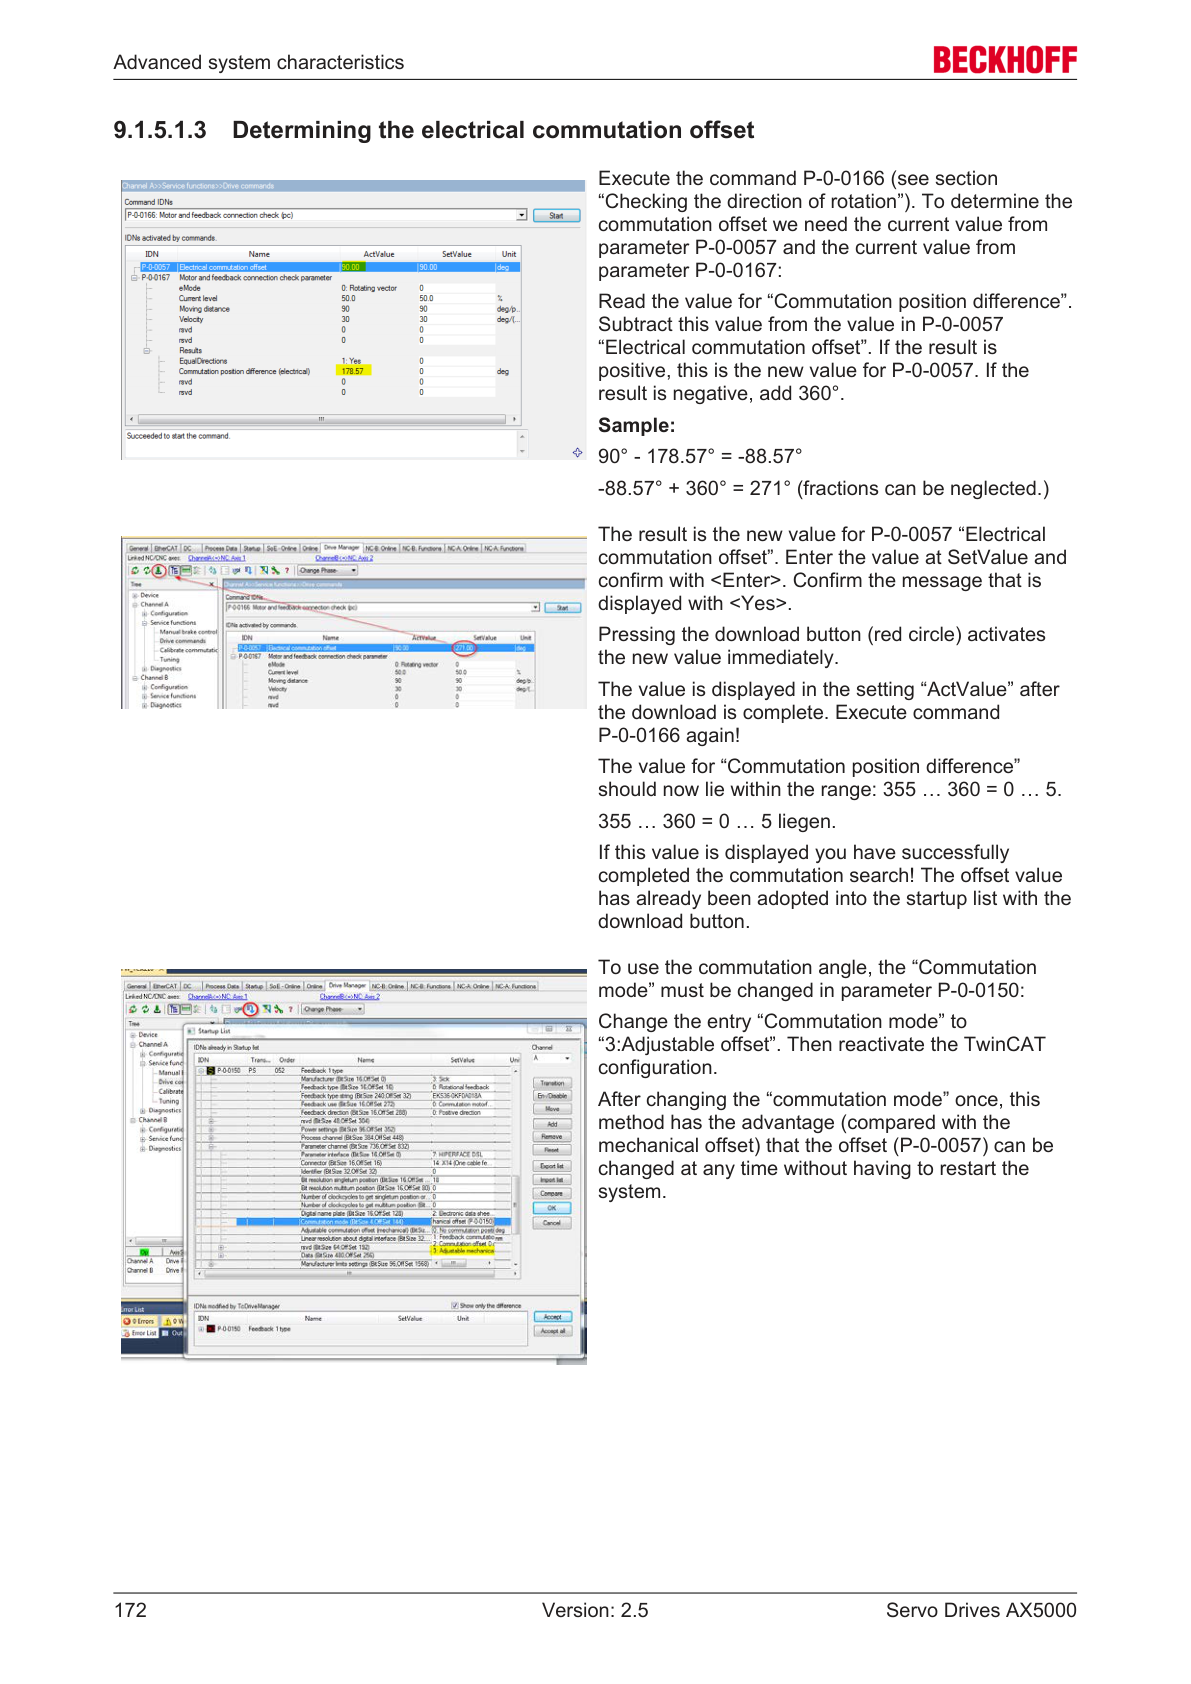 Advanced system characteristics
BECKHOFF
9.1.5.1.3 Determining the electrical commutation offset
Channel A>>Service functions>>Drive commands
Command IDNs
P-0-0166: Motor and feedback connection check (pc)
Start
IDNs activated by commands.
IDN Name ActValue SetValue Unit
P-0-0057 Electrical commutation offset 90.00 90.00 deg
P-0-0167 Motor and feedback connection check parameter
eMode 0: Rotating vector 0
Current level 50.0 50.0 %
Moving distance 90 90 deg/p...
Velocity 30 30 deg/(...
rsvd 0 0
rsvd 0 0
Results
EqualDirections 1: Yes 0
Commutation position difference (electrical) 178.57 0 deg
rsvd 0 0
rsvd 0 0
Succeeded to start the command.
Execute the command P-0-0166 (see section
“Checking the direction of rotation”). To determine the
commutation offset we need the current value from
parameter P-0-0057 and the current value from
parameter P-0-0167:
Read the value for “Commutation position difference”.
Subtract this value from the value in P-0-0057
“Electrical commutation offset”. If the result is
positive, this is the new value for P-0-0057. If the
result is negative, add 360°.
Sample:
90° - 178.57° = -88.57°
-88.57° + 360° = 271° (fractions can be neglected.)
General EtherCAT DC Process Data Startup SoE - Online Online Drive Manager NC-B: Online NC-B: Functions NC-A: Online NC-A: Functions
Linked NC/CNC axes: ChannelA<=>NC: Axis 1 ChannelB<=>NC: Axis 2
Change Phase-
Tree
Device
Channel A
Configuration
Service functions
Manual brake control
Drive commands
Calibrate commutatic
Tuning
Diagnostics
Channel B
Configuration
Service functions
Diagnostics
Channel A>>Service functions>>Drive commands
Command IDNs
P-0-0166: Motor and feedback connection check (pc)
Start
IDNs activated by commands.
IDN Name ActValue SetValue Unit
P-0-0057 Electrical commutation offset 90.00 271.00 deg
P-0-0167 Motor and feedback connection check parameter
eMode 0: Rotating vector 0
Current level 50.0 50.0 %
Moving distance 90 90 deg/p...
Velocity 30 30 deg/(...
rsvd 0 0
rsvd 0 0
The result is the new value for P-0-0057 “Electrical
commutation offset”. Enter the value at SetValue and
confirm with <Enter>. Confirm the message that is
displayed with <Yes>.
Pressing the download button (red circle) activates
the new value immediately.
The value is displayed in the setting “ActValue” after
the download is complete. Execute command
P-0-0166 again!
The value for “Commutation position difference”
should now lie within the range: 355 … 360 = 0 … 5.
355 … 360 = 0 … 5 liegen.
If this value is displayed you have successfully
completed the commutation search! The offset value
has already been adopted into the startup list with the
download button.
General EtherCAT DC Process Data Startup SoE - Online Online Drive Manager NC-B: Online NC-B: Functions NC-A: Online NC-A: Functions
Linked NC/CNC axes: ChannelA<=>NC: Axis 1 ChannelB<=>NC: Axis 2
Change Phase-
Tree
Device
Channel A
Configuratic
Service func
Manual l
Drive co
Calibrate
Tuning
Diagnostics
Channel B
Configuratic
Service func
Diagnostics
Op
Channel A Drive
Channel B Drive
Error List
0 Errors
Error List
Startup List
IDNs already in Startup list
Channel
A
IDN Trans... Order Name SetValue Uni
P-0-0150 PS 052 Feedback 1 type
Manufacturer (BitSize 16,OffSet 0) 3: Sick
Feedback type (BitSize 16,OffSet 16) 0: Rotational feedback
Feedback type string (BitSize 240,OffSet 32) EKS36 0KF0A018A
Feedback use (BitSize 16,OffSet 272) 0: Commutation motorf...
Feedback direction (BitSize 16,OffSet 288) 0: Positive direction
rsvd (BitSize 48,OffSet 304)
Power settings (BitSize 96,OffSet 352)
Process channel (BitSize 384,OffSet 448)
Parameter channel (BitSize 736,OffSet 832)
Parameter interface (BitSize 16,OffSet 0) 7: HIPERFACE DSL
Connector (BitSize 16,OffSet 16) 14: X14 (One cable fe...
Identifier (BitSize 32,OffSet 32) 0
Bit resolution singleturn position (BitSize 16,OffSet ... 18
Bit resolution multiturn position (BitSize 16,OffSet 80) 0
Number of clockcycles to get singleturn position or... 0
Number of clockcycles to get multiturn position (Bit... 0
Digital name plate (BitSize 16,OffSet 128) 2: Electronic data shee...
Commutation mode (BitSize 4,OffSet 144) hanical offset (P-0-0150)
Adjustable commutation offset (mechanical) (BitSi... 0: No commutation positi deg
Linear resolution about digital interface (BitSize 32... 1: Feedback commutatio
2: Commutation offset 0.
rsvd (BitSize 64,OffSet 192) 3: Adjustable mechanica
Data (BitSize 480,OffSet 256)
Manufacturer limits settings (BitSize 96,OffSet 1568)
Transition
En-/Disable
Move
Add
Remove
Reset
Export list
Import list
Compare
OK
Cancel
IDNs modified by TcDriveManager
Show only the difference
IDN Name SetValue Unit
P-0-0150 Feedback 1 type
Accept
Accept all
To use the commutation angle, the “Commutation
mode” must be changed in parameter P-0-0150:
Change the entry “Commutation mode” to
“3:Adjustable offset”. Then reactivate the TwinCAT
configuration.
After changing the “commutation mode” once, this
method has the advantage (compared with the
mechanical offset) that the offset (P-0-0057) can be
changed at any time without having to restart the
system.
172 Version: 2.5 Servo Drives AX5000